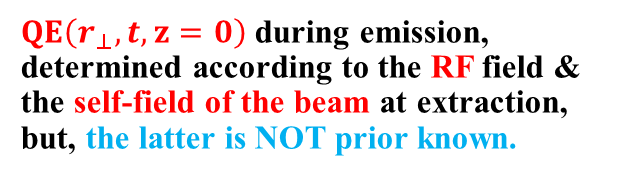 QE(r⊥, t, z = 0) during emission,
determined according to the RF field &
the self-field of the beam at extraction,
but, the latter is NOT prior known.